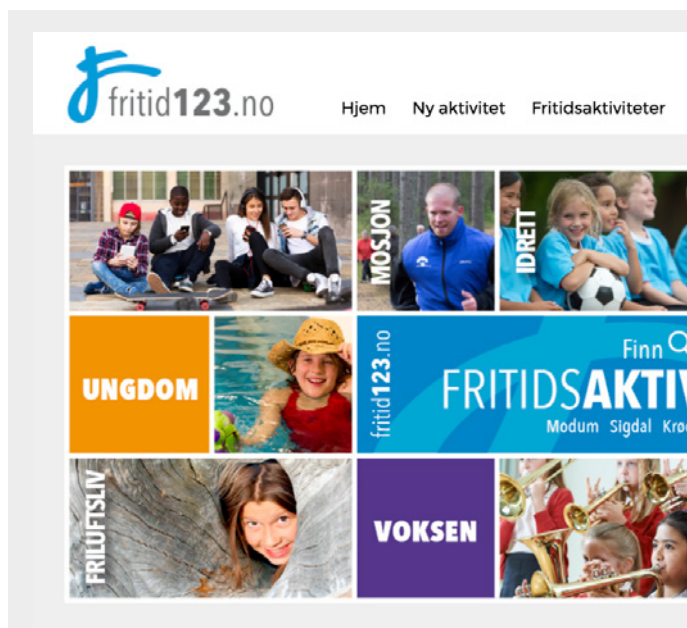 fritid123.no
Hjem Ny aktivitet Fritidsaktiviteter
MOSJON
IDRETT
UNGDOM
fritid123.no
Finn
FRITIDSAKTIV
Modum Sigdal
FRILUFTSLIV
VOKSEN